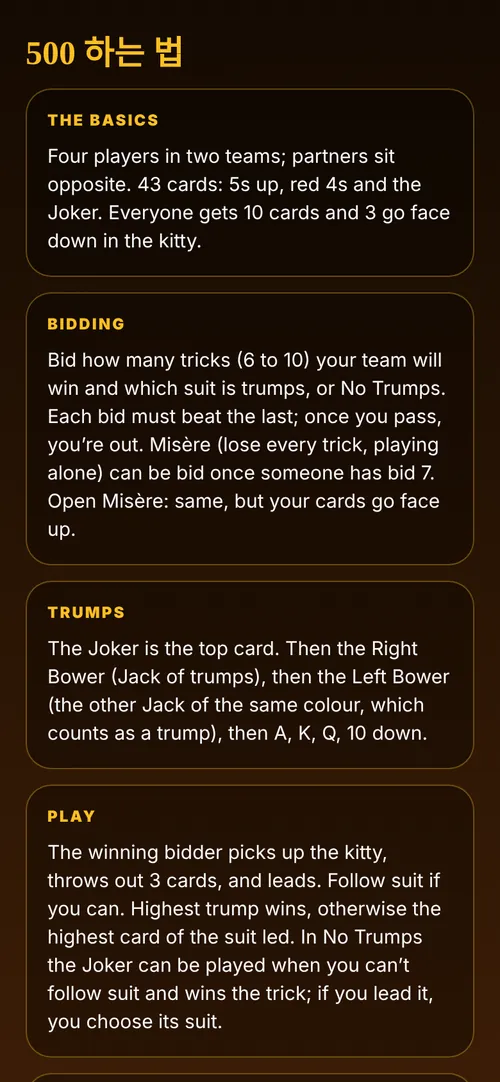 500 하는 법
THE BASICS
Four players in two teams; partners sit
opposite. 43 cards: 5s up, red 4s and the
Joker. Everyone gets 10 cards and 3 go face
down in the kitty.
BIDDING
Bid how many tricks (6 to 10) your team will
win and which suit is trumps, or No Trumps.
Each bid must beat the last; once you pass,
you’re out. Misère (lose every trick, playing
alone) can be bid once someone has bid 7.
Open Misère: same, but your cards go face
up.
TRUMPS
The Joker is the top card. Then the Right
Bower (Jack of trumps), then the Left Bower
(the other Jack of the same colour, which
counts as a trump), then A, K, Q, 10 down.
PLAY
The winning bidder picks up the kitty,
throws out 3 cards, and leads. Follow suit if
you can. Highest trump wins, otherwise the
highest card of the suit led. In No Trumps
the Joker can be played when you can’t
follow suit and wins the trick; if you lead it,
you choose its suit.